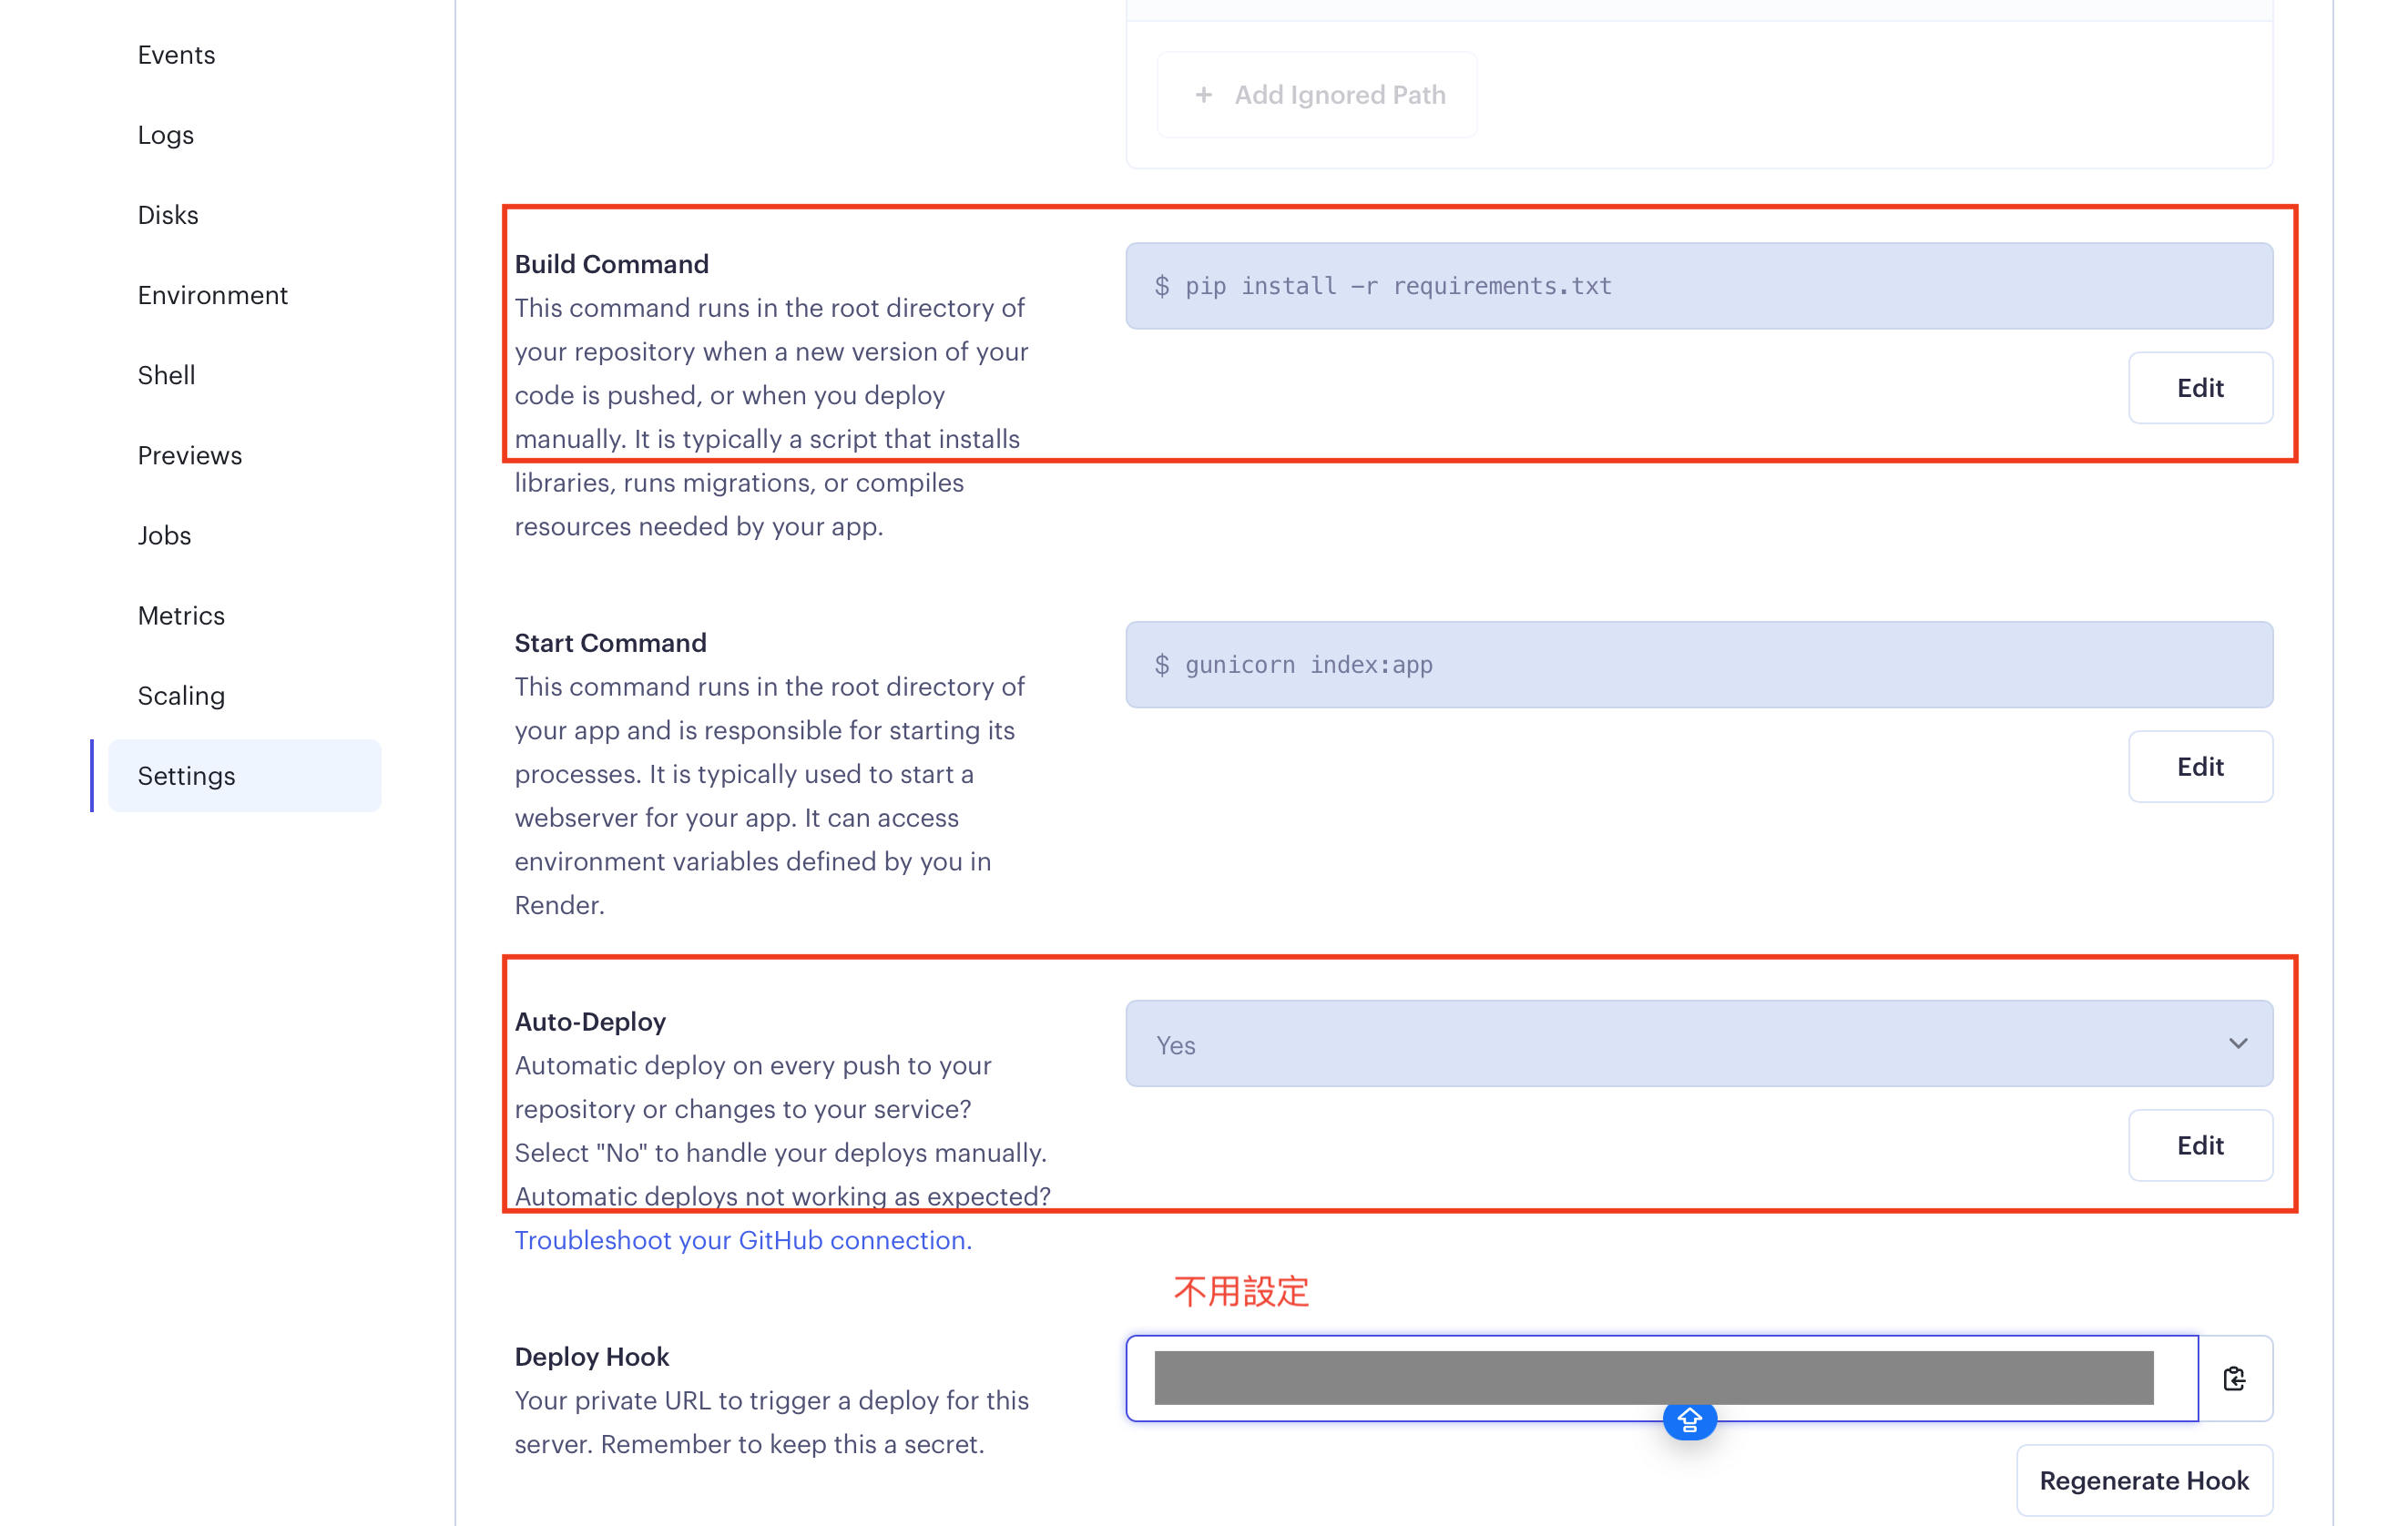 Events
Logs
Disks
Environment
Shell
Previews
Jobs
Metrics
Scaling
Settings
+ Add Ignored Path
Build Command
This command runs in the root directory of
your repository when a new version of your
code is pushed, or when you deploy
manually. It is typically a script that installs
libraries, runs migrations, or compiles
resources needed by your app.
$ pip install -r requirements.txt
Edit
Start Command
This command runs in the root directory of
your app and is responsible for starting its
processes. It is typically used to start a
webserver for your app. It can access
environment variables defined by you in
Render.
$ gunicorn index:app
Edit
Auto-Deploy
Automatic deploy on every push to your
repository or changes to your service?
Select "No" to handle your deploys manually.
Automatic deploys not working as expected?
Troubleshoot your GitHub connection.
Yes
Edit
不用設定
Deploy Hook
Your private URL to trigger a deploy for this
server. Remember to keep this a secret.
Regenerate Hook